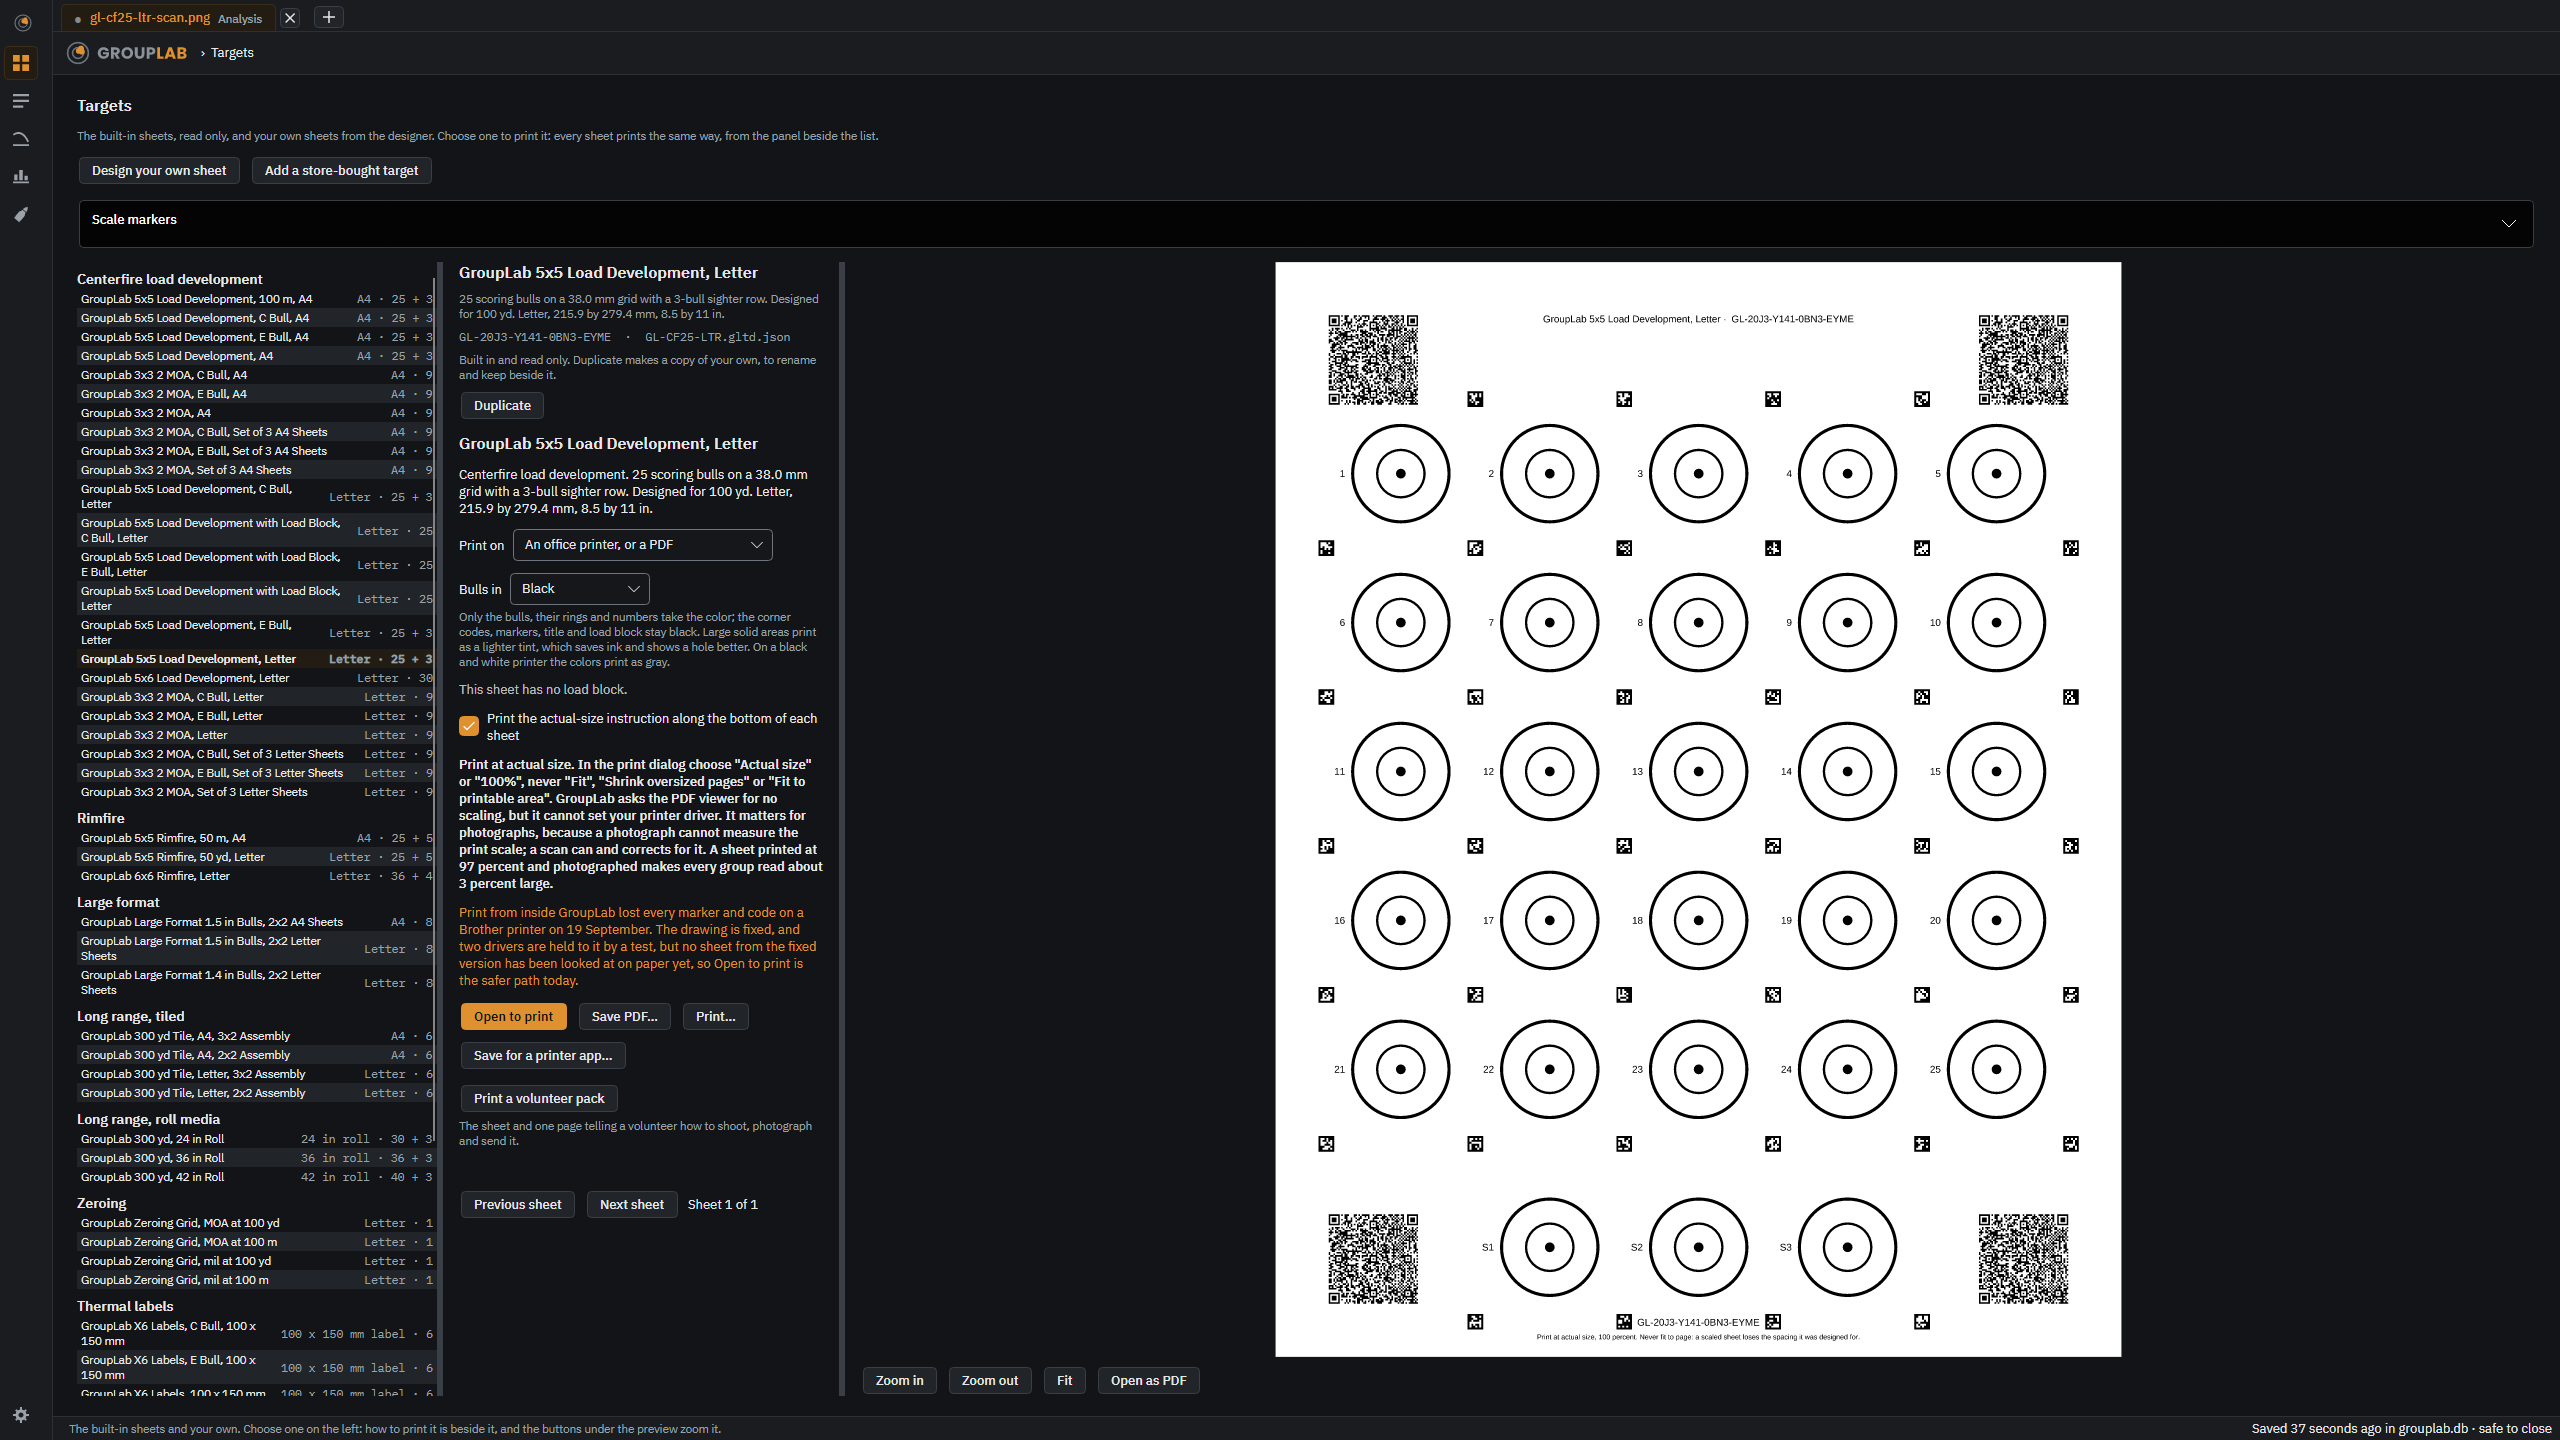 gl-cf25-ltr-scan.png Analysis
GROUPLAB › Targets
Targets
The built-in sheets, read only, and your own sheets from the designer. Choose one to print it: every sheet prints the same way, from the panel beside the list.
Design your own sheet
Add a store-bought target
Scale markers
Centerfire load development
GroupLab 5x5 Load Development, 100 m, A4 A4 · 25 + 3
GroupLab 5x5 Load Development, C Bull, A4 A4 · 25 + 3
GroupLab 5x5 Load Development, E Bull, A4 A4 · 25 + 3
GroupLab 5x5 Load Development, A4 A4 · 25 + 3
GroupLab 3x3 2 MOA, C Bull, A4 A4 · 9
GroupLab 3x3 2 MOA, E Bull, A4 A4 · 9
GroupLab 3x3 2 MOA, A4 A4 · 9
GroupLab 3x3 2 MOA, C Bull, Set of 3 A4 Sheets A4 · 9
GroupLab 3x3 2 MOA, E Bull, Set of 3 A4 Sheets A4 · 9
GroupLab 3x3 2 MOA, Set of 3 A4 Sheets A4 · 9
GroupLab 5x5 Load Development, C Bull,
Letter Letter · 25 + 3
GroupLab 5x5 Load Development with Load Block,
C Bull, Letter Letter · 25
GroupLab 5x5 Load Development with Load Block,
E Bull, Letter Letter · 25
GroupLab 5x5 Load Development with Load Block,
Letter Letter · 25
GroupLab 5x5 Load Development, E Bull,
Letter Letter · 25 + 3
GroupLab 5x5 Load Development, Letter Letter · 25 + 3
GroupLab 5x6 Load Development, Letter Letter · 30
GroupLab 3x3 2 MOA, C Bull, Letter Letter · 9
GroupLab 3x3 2 MOA, E Bull, Letter Letter · 9
GroupLab 3x3 2 MOA, Letter Letter · 9
GroupLab 3x3 2 MOA, C Bull, Set of 3 Letter Sheets Letter · 9
GroupLab 3x3 2 MOA, E Bull, Set of 3 Letter Sheets Letter · 9
GroupLab 3x3 2 MOA, Set of 3 Letter Sheets Letter · 9
Rimfire
GroupLab 5x5 Rimfire, 50 m, A4 A4 · 25 + 5
GroupLab 5x5 Rimfire, 50 yd, Letter Letter · 25 + 5
GroupLab 6x6 Rimfire, Letter Letter · 36 + 4
Large format
GroupLab Large Format 1.5 in Bulls, 2x2 A4 Sheets A4 · 8
GroupLab Large Format 1.5 in Bulls, 2x2 Letter
Sheets Letter · 8
GroupLab Large Format 1.4 in Bulls, 2x2 Letter
Sheets Letter · 8
Long range, tiled
GroupLab 300 yd Tile, A4, 3x2 Assembly A4 · 6
GroupLab 300 yd Tile, A4, 2x2 Assembly A4 · 6
GroupLab 300 yd Tile, Letter, 3x2 Assembly Letter · 6
GroupLab 300 yd Tile, Letter, 2x2 Assembly Letter · 6
Long range, roll media
GroupLab 300 yd, 24 in Roll 24 in roll · 30 + 3
GroupLab 300 yd, 36 in Roll 36 in roll · 36 + 3
GroupLab 300 yd, 42 in Roll 42 in roll · 40 + 3
Zeroing
GroupLab Zeroing Grid, MOA at 100 yd Letter · 1
GroupLab Zeroing Grid, MOA at 100 m Letter · 1
GroupLab Zeroing Grid, mil at 100 yd Letter · 1
GroupLab Zeroing Grid, mil at 100 m Letter · 1
Thermal labels
GroupLab X6 Labels, C Bull, 100 x
150 mm 100 x 150 mm label · 6
GroupLab X6 Labels, E Bull, 100 x
150 mm 100 x 150 mm label · 6
GroupLab X6 Labels, 100 x 150 mm 100 x 150 mm label · 6
GroupLab 5x5 Load Development, Letter
25 scoring bulls on a 38.0 mm grid with a 3-bull sighter row. Designed
for 100 yd. Letter, 215.9 by 279.4 mm, 8.5 by 11 in.
GL-20J3-Y141-0BN3-EYME · GL-CF25-LTR.gltd.json
Built in and read only. Duplicate makes a copy of your own, to rename
and keep beside it.
Duplicate
GroupLab 5x5 Load Development, Letter
Centerfire load development. 25 scoring bulls on a 38.0 mm
grid with a 3-bull sighter row. Designed for 100 yd. Letter,
215.9 by 279.4 mm, 8.5 by 11 in.
Print on An office printer, or a PDF
Bulls in Black
Only the bulls, their rings and numbers take the color; the corner
codes, markers, title and load block stay black. Large solid areas print
as a lighter tint, which saves ink and shows a hole better. On a black
and white printer the colors print as gray.
This sheet has no load block.
Print the actual-size instruction along the bottom of each
sheet
Print at actual size. In the print dialog choose "Actual size"
or "100%", never "Fit", "Shrink oversized pages" or "Fit to
printable area". GroupLab asks the PDF viewer for no
scaling, but it cannot set your printer driver. It matters for
photographs, because a photograph cannot measure the
print scale; a scan can and corrects for it. A sheet printed at
97 percent and photographed makes every group read about
3 percent large.
Print from inside GroupLab lost every marker and code on a
Brother printer on 19 September. The drawing is fixed, and
two drivers are held to it by a test, but no sheet from the fixed
version has been looked at on paper yet, so Open to print is
the safer path today.
Open to print
Save PDF...
Print...
Save for a printer app...
Print a volunteer pack
The sheet and one page telling a volunteer how to shoot, photograph
and send it.
Previous sheet
Next sheet
Sheet 1 of 1
GroupLab 5x5 Load Development, Letter · GL-20J3-Y141-0BN3-EYME
1 2 3 4 5
6 7 8 9 10
11 12 13 14 15
16 17 18 19 20
21 22 23 24 25
S1 S2 S3
GL-20J3-Y141-0BN3-EYME
Print at actual size, 100 percent. Never fit to page: a scaled sheet loses the spacing it was designed for.
Zoom in
Zoom out
Fit
Open as PDF
The built-in sheets and your own. Choose one on the left: how to print it is beside it, and the buttons under the preview zoom it.
Saved 37 seconds ago in grouplab.db · safe to close